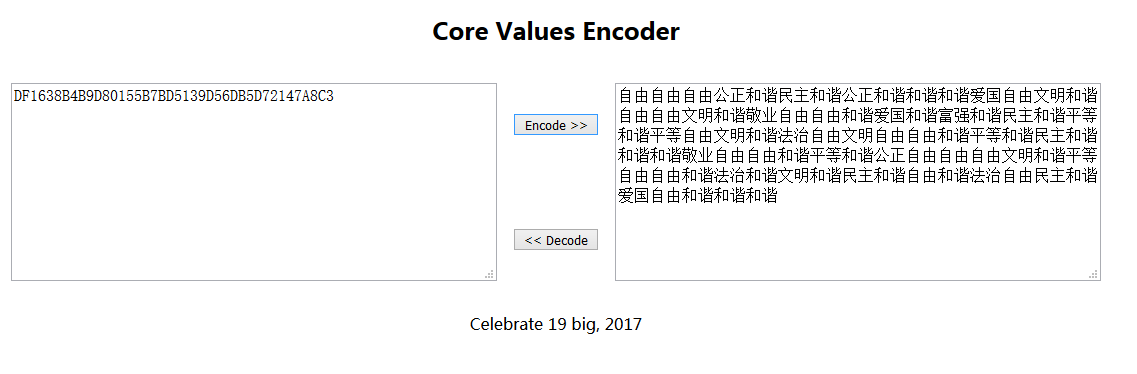 Core Values Encoder
DF1638B4B9D80155B7BD5139D56DB5D72147A8C3
Encode >>
<< Decode
自由自由自由公正和谐民主和谐公正和谐和谐和谐爱国自由文明和谐
自由自由文明和谐敬业自由自由和谐爱国和谐富强和谐民主和谐平等
和谐平等自由文明和谐法治自由文明自由自由和谐平等和谐民主和谐
和谐和谐敬业自由自由和谐平等和谐公正自由自由自由文明和谐平等
自由自由和谐法治和谐文明和谐民主和谐自由和谐法治自由民主和谐
爱国自由和谐和谐和谐
Celebrate 19 big, 2017